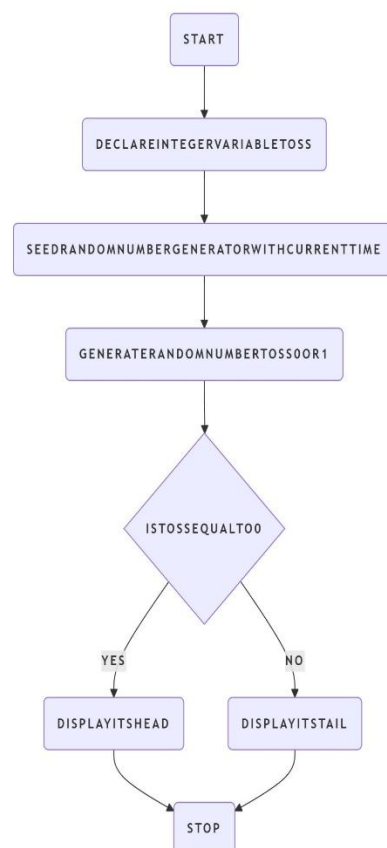 START
DECLAREINTEGERVARIABLETOSS
SEEDRANDOMNUMBERGENERATORWITHCURRENTTIME
GENERATERANDOMNUMBERTOSS0OR1
ISTOSSEQUALTO0
YES
NO
DISPLAYITSHEAD
DISPLAYITSTAIL
STOP